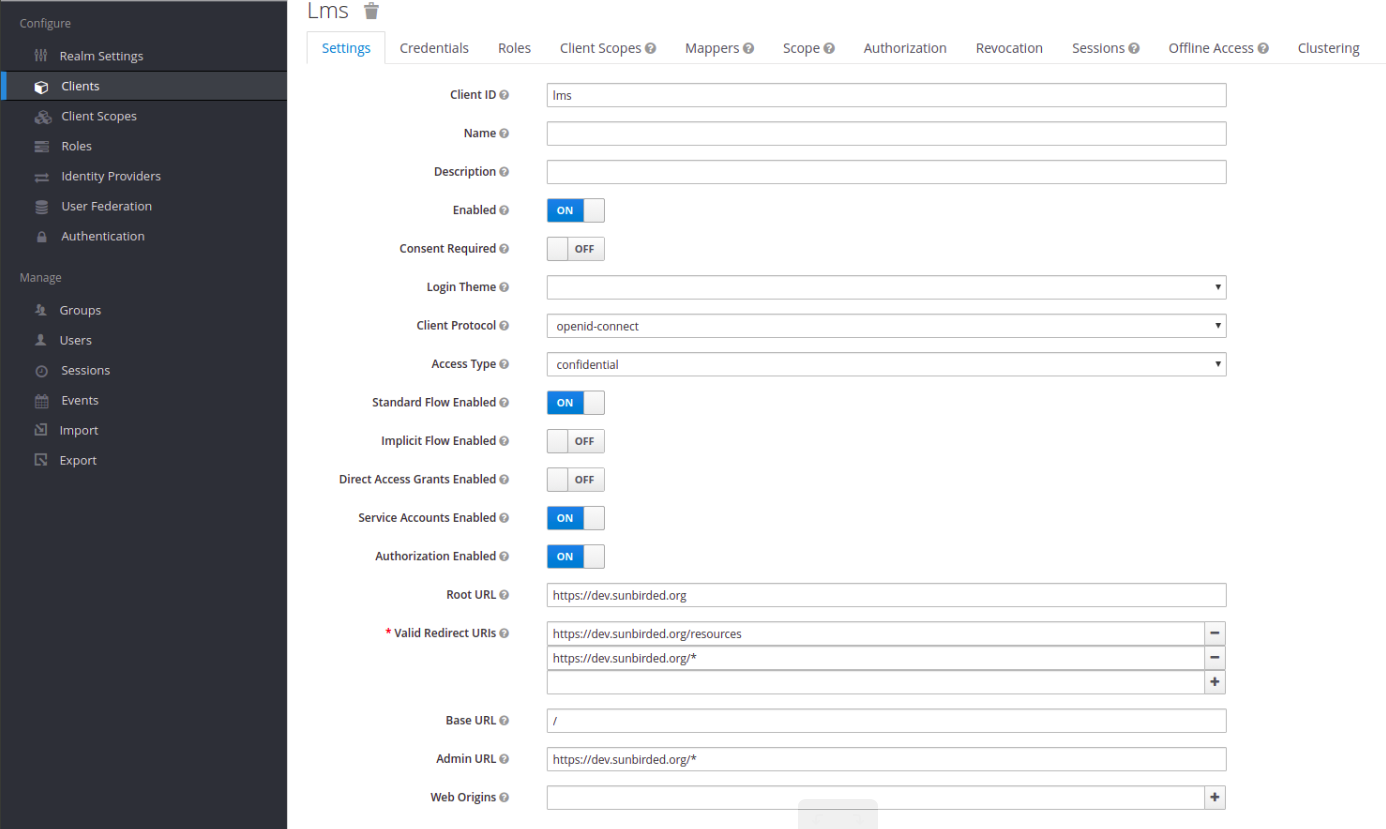 Configure
Realm Settings
Clients
Client Scopes
Roles
Identity Providers
User Federation
Authentication
Manage
Groups
Users
Sessions
Events
Import
Export
Lms
Settings Credentials Roles Client Scopes Mappers Scope Authorization Revocation Sessions Offline Access Clustering
Client ID lms
Name
Description
Enabled ON
Consent Required OFF
Login Theme
Client Protocol openid-connect
Access Type confidential
Standard Flow Enabled ON
Implicit Flow Enabled OFF
Direct Access Grants Enabled OFF
Service Accounts Enabled ON
Authorization Enabled ON
Root URL https://dev.sunbirded.org
* Valid Redirect URIs https://dev.sunbirded.org/resources
https://dev.sunbirded.org/*
Base URL /
Admin URL https://dev.sunbirded.org/*
Web Origins